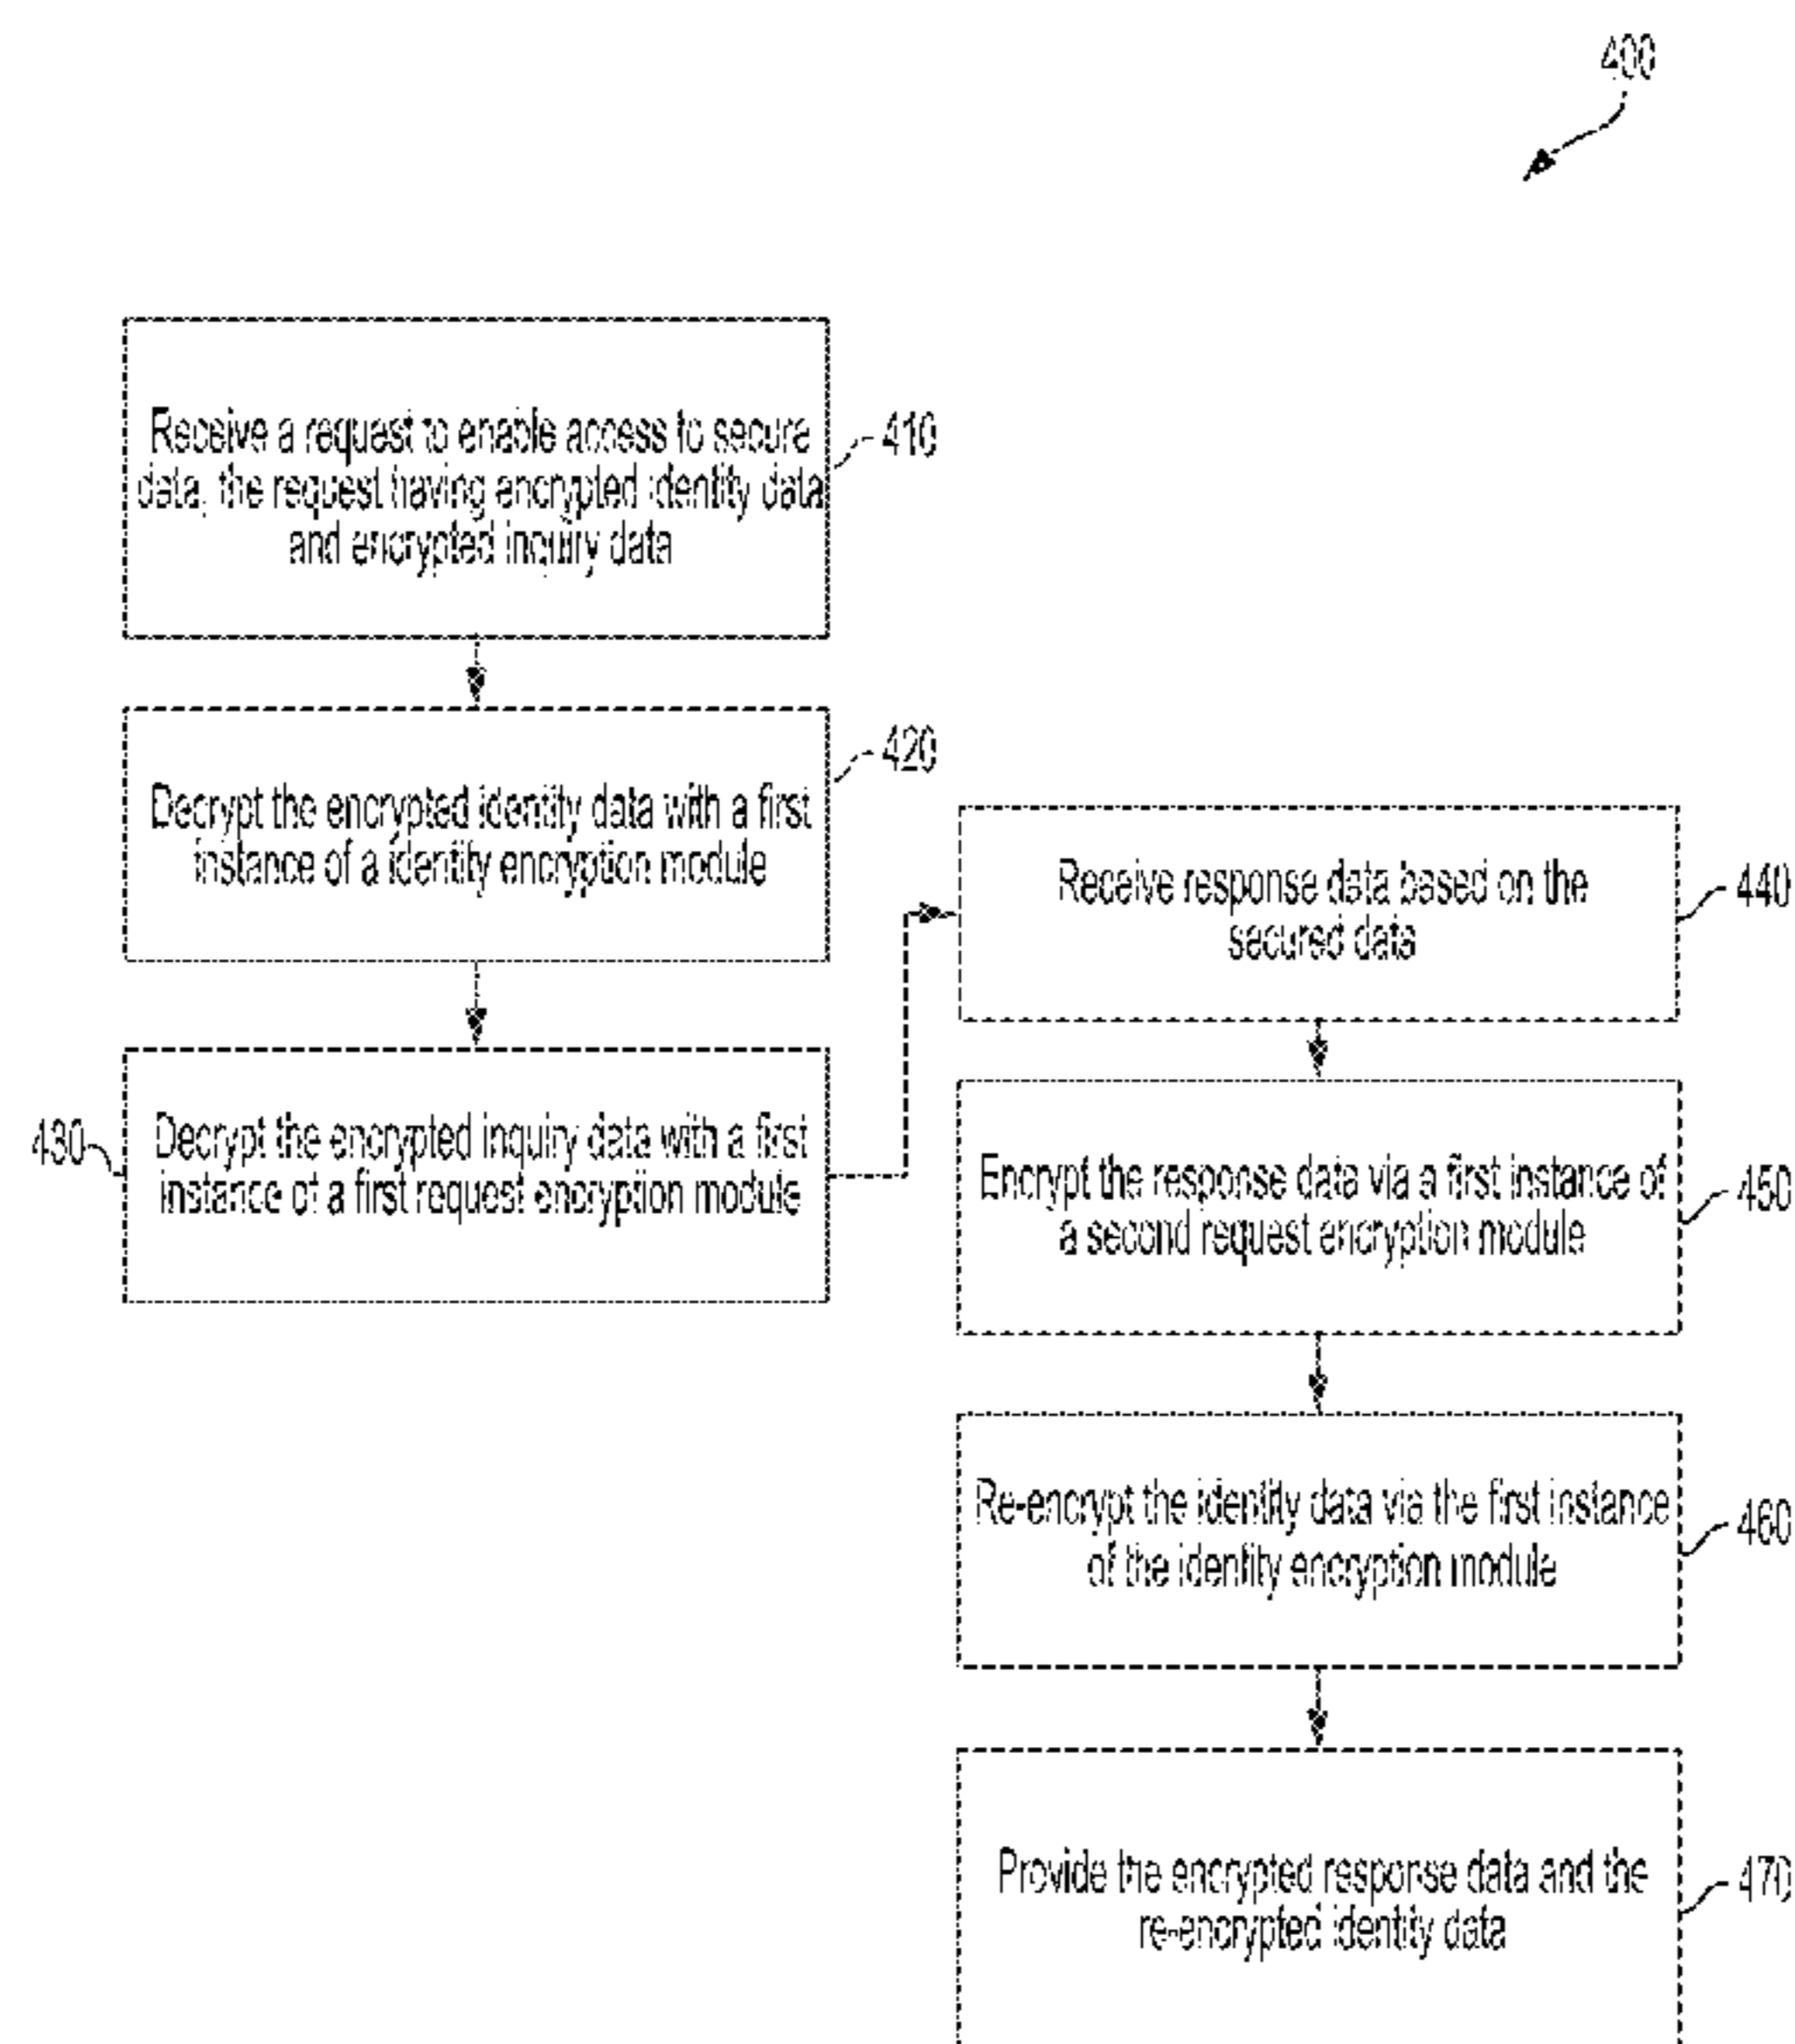 400
Receive a request to enable access to secure
data, the request having encrypted identity data
and encrypted inquiry data
410
Decrypt the encrypted identity data with a first
instance of a identity encryption module
420
Decrypt the encrypted inquiry data with a first
instance of a first request encryption module
430
Receive response data based on the
secured data
440
Encrypt the response data via a first instance of
a second request encryption module
450
Re-encrypt the identity data via the first instance
of the identity encryption module
460
Provide the encrypted response data and the
re-encrypted identity data
470